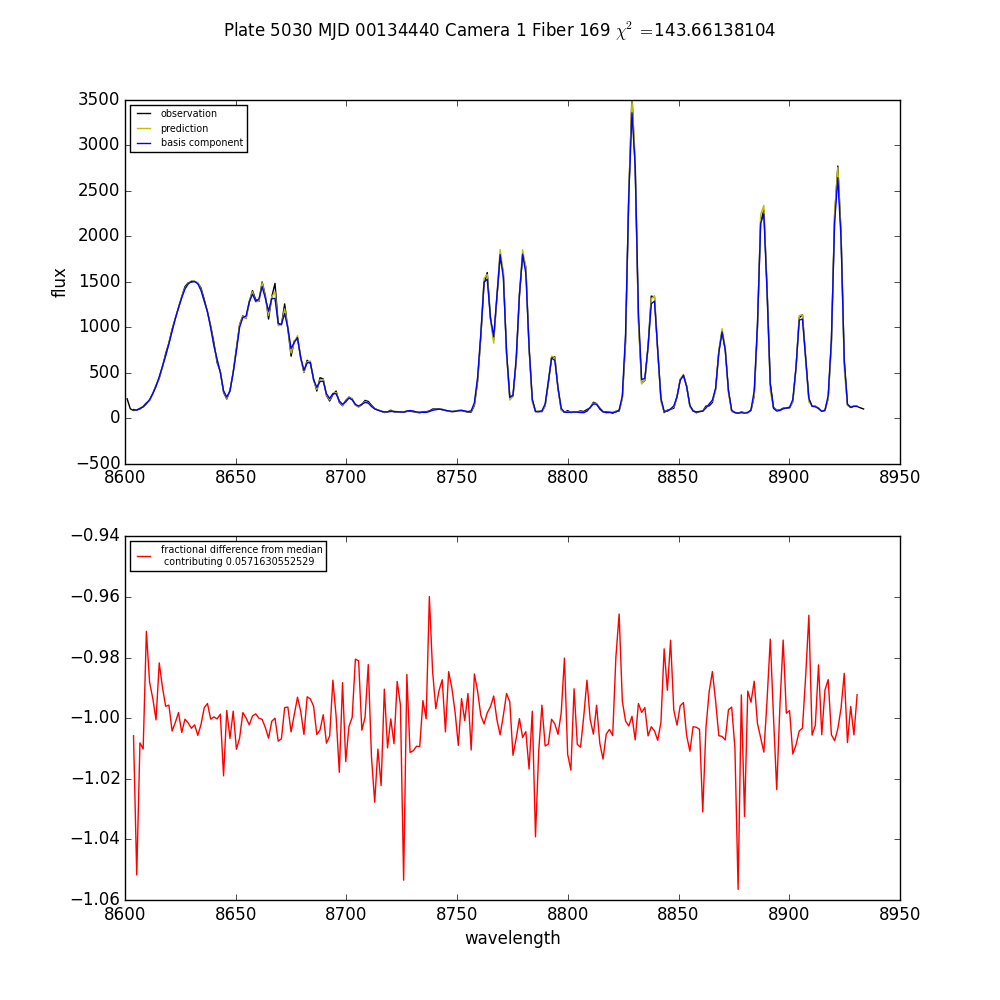 Plate 5030 MJD 00134440 Camera 1 Fiber 169 χ² =143.66138104
3500
3000
2500
2000
1500
1000
500
0
−500
flux
observation
prediction
basis component
8600 8650 8700 8750 8800 8850 8900 8950
−0.94
−0.96
−0.98
−1.00
−1.02
−1.04
−1.06
fractional difference from median
contributing 0.0571630552529
8600 8650 8700 8750 8800 8850 8900 8950
wavelength